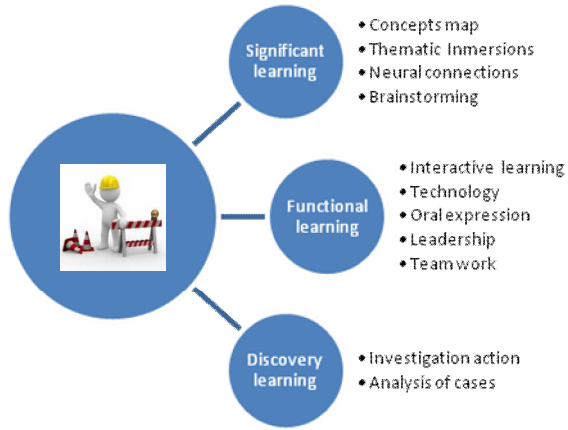 Significant
learning
• Concepts map
• Thematic Inmersions
• Neural connections
• Brainstorming
Functional
learning
• Interactive learning
• Technology
• Oral expression
• Leadership
• Team work
Discovery
learning
• Investigation action
• Analysis of cases